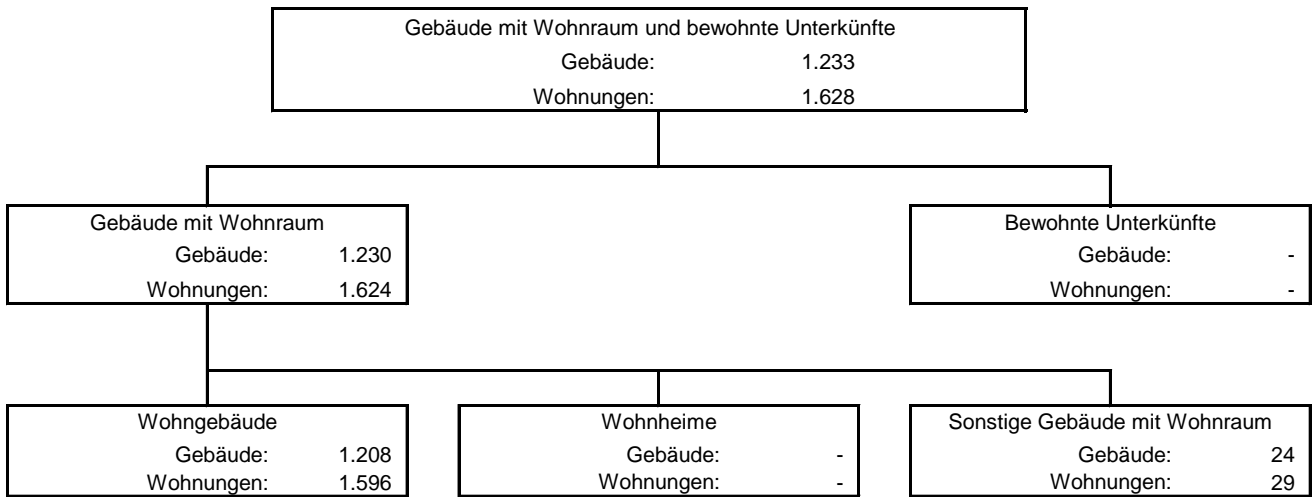 Gebäude mit Wohnraum und bewohnte Unterkünfte
Gebäude: 1.233
Wohnungen: 1.628
Gebäude mit Wohnraum
Gebäude: 1.230
Wohnungen: 1.624
Bewohnte Unterkünfte
Gebäude: -
Wohnungen: -
Wohngebäude
Gebäude: 1.208
Wohnungen: 1.596
Wohnheime
Gebäude: -
Wohnungen: -
Sonstige Gebäude mit Wohnraum
Gebäude: 24
Wohnungen: 29